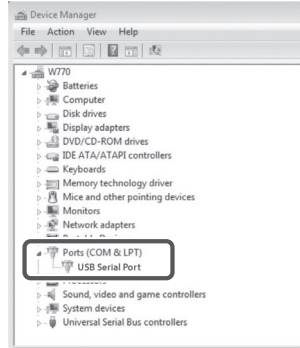 Device Manager
File Action View Help
W770
Batteries
Computer
Disk drives
Display adapters
DVD/CD-ROM drives
IDE ATA/ATAPI controllers
Keyboards
Memory technology driver
Mice and other pointing devices
Monitors
Network adapters
Ports (COM & LPT)
USB Serial Port
Sound, video and game controllers
System devices
Universal Serial Bus controllers